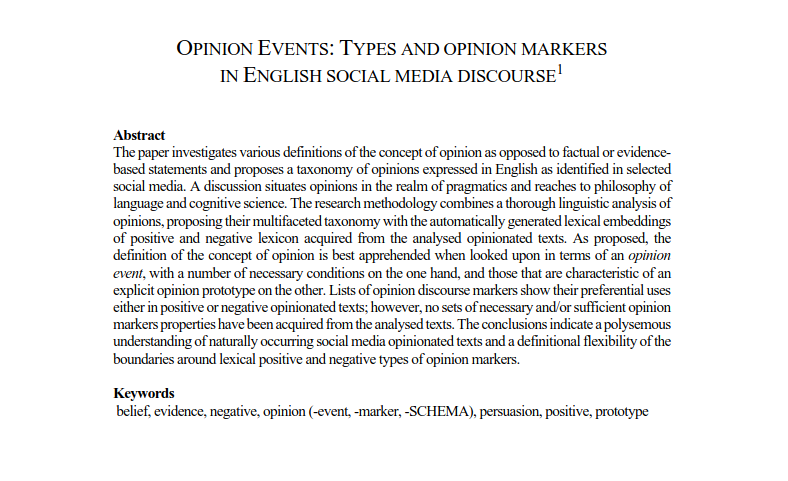 OPINION EVENTS: TYPES AND OPINION MARKERS
IN ENGLISH SOCIAL MEDIA DISCOURSE1
Abstract
The paper investigates various definitions of the concept of opinion as opposed to factual or evidence-
based statements and proposes a taxonomy of opinions expressed in English as identified in selected
social media. A discussion situates opinions in the realm of pragmatics and reaches to philosophy of
language and cognitive science. The research methodology combines a thorough linguistic analysis of
opinions, proposing their multifaceted taxonomy with the automatically generated lexical embeddings
of positive and negative lexicon acquired from the analysed opinionated texts. As proposed, the
definition of the concept of opinion is best apprehended when looked upon in terms of an opinion
event, with a number of necessary conditions on the one hand, and those that are characteristic of an
explicit opinion prototype on the other. Lists of opinion discourse markers show their preferential uses
either in positive or negative opinionated texts; however, no sets of necessary and/or sufficient opinion
markers properties have been acquired from the analysed texts. The conclusions indicate a polysemous
understanding of naturally occurring social media opinionated texts and a definitional flexibility of the
boundaries around lexical positive and negative types of opinion markers.
Keywords
belief, evidence, negative, opinion (-event, -marker, -SCHEMA), persuasion, positive, prototype